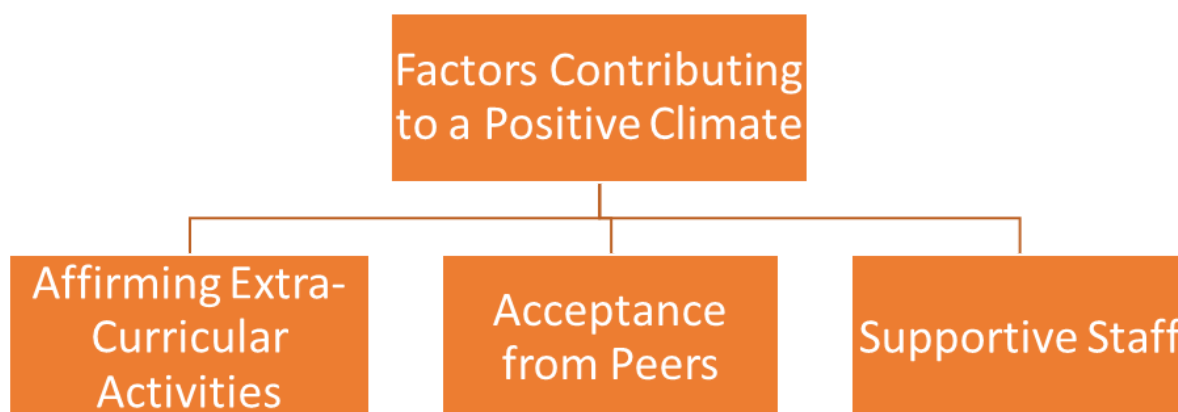 Factors Contributing
to a Positive Climate
Affirming Extra-
Curricular
Activities
Acceptance
from Peers
Supportive Staff